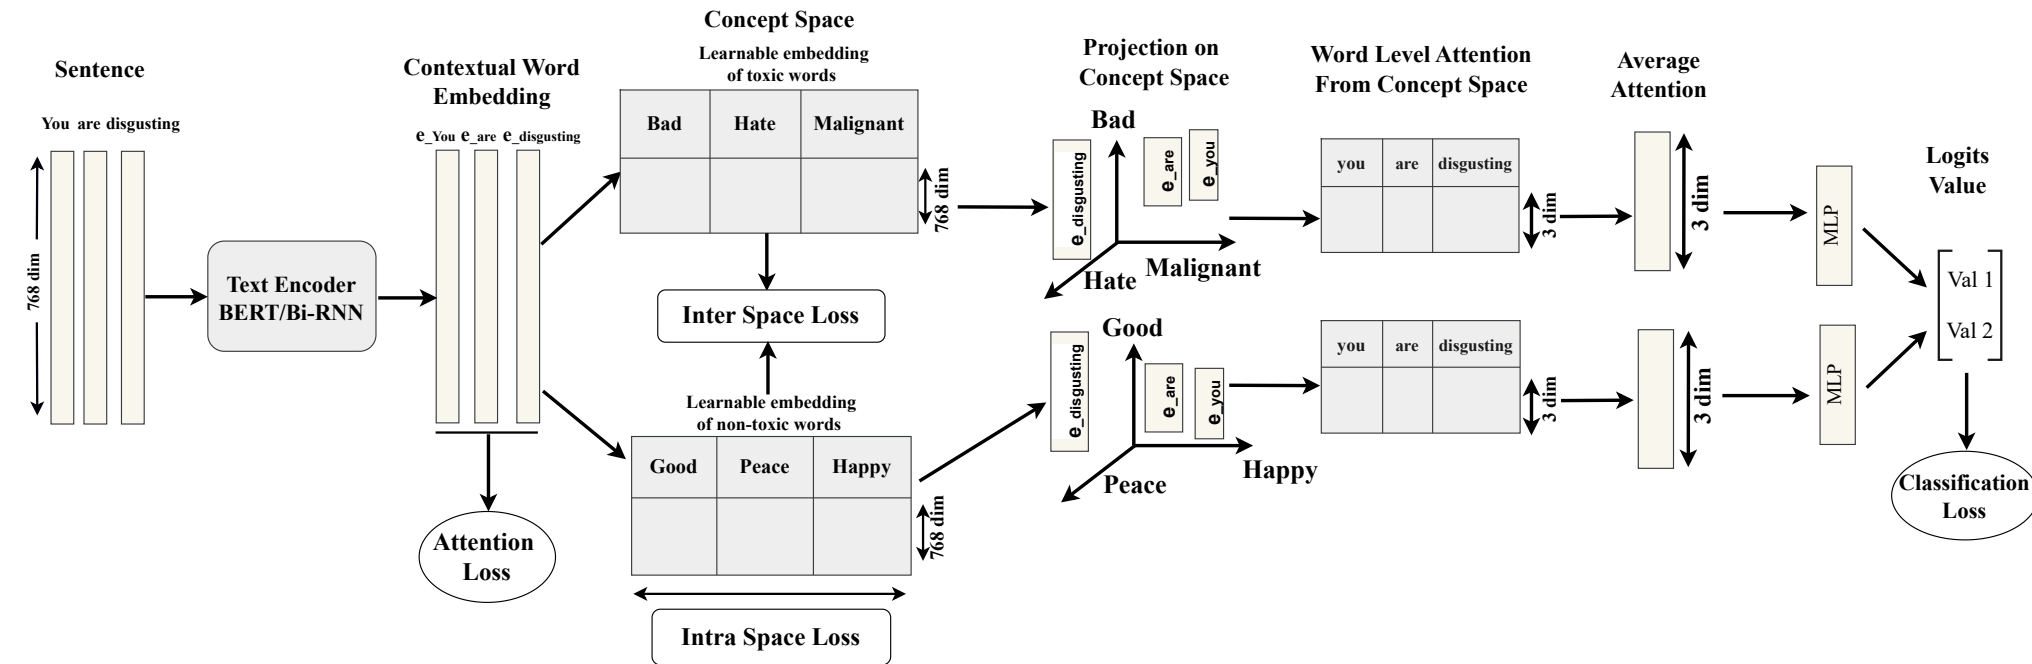 Sentence
You are disgusting
768 dim
Text Encoder
BERT/Bi-RNN
Contextual Word
Embedding
e_You e_are e_disgusting
Attention
Loss
Concept Space
Learnable embedding
of toxic words
Bad Hate Malignant
768 dim
Inter Space Loss
Learnable embedding
of non-toxic words
Good Peace Happy
768 dim
Intra Space Loss
Projection on
Concept Space
Bad
e_disgusting
e_are
e_you
Hate
Malignant
Good
e_disgusting
e_are
e_you
Peace
Happy
Word Level Attention
From Concept Space
you are disgusting
3 dim
you are disgusting
3 dim
Average
Attention
3 dim
3 dim
MLP
MLP
Logits
Value
Val 1
Val 2
Classification
Loss